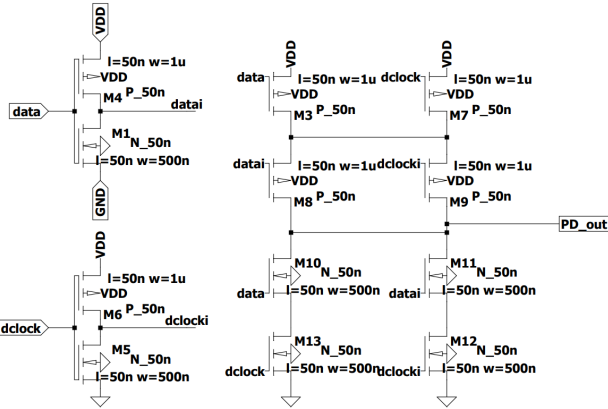 VDD
l=50n w=1u
VDD
M4 P_50n
data
datai
M1
N_50n
l=50n w=500n
GND
VDD
l=50n w=1u
VDD
M6 P_50n
dclock
dclocki
M5
N_50n
l=50n w=500n
VDD
data
l=50n w=1u
VDD
M3 P_50n
VDD
dclock
l=50n w=1u
VDD
M7 P_50n
datai
l=50n w=1u
VDD
M8 P_50n
dclocki
l=50n w=1u
VDD
M9 P_50n
PD_out
M10
N_50n
data
l=50n w=500n
M11
N_50n
datai
l=50n w=500n
M13
N_50n
dclock
l=50n w=500n
M12
N_50n
dclocki
l=50n w=500n